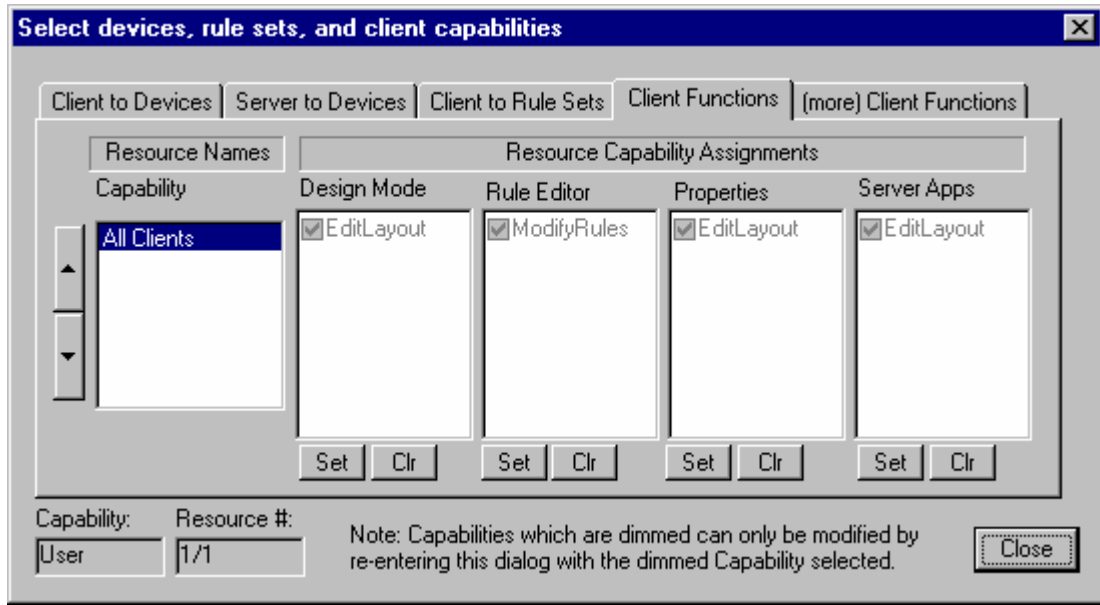 Select devices, rule sets, and client capabilities
Client to Devices
Server to Devices
Client to Rule Sets
Client Functions
(more) Client Functions
Resource Names
Resource Capability Assignments
Capability
Design Mode
Rule Editor
Properties
Server Apps
All Clients
EditLayout
ModifyRules
EditLayout
EditLayout
Set
Clr
Set
Clr
Set
Clr
Set
Clr
Capability:
User
Resource #:
1/1
Note: Capabilities which are dimmed can only be modified by
re-entering this dialog with the dimmed Capability selected.
Close